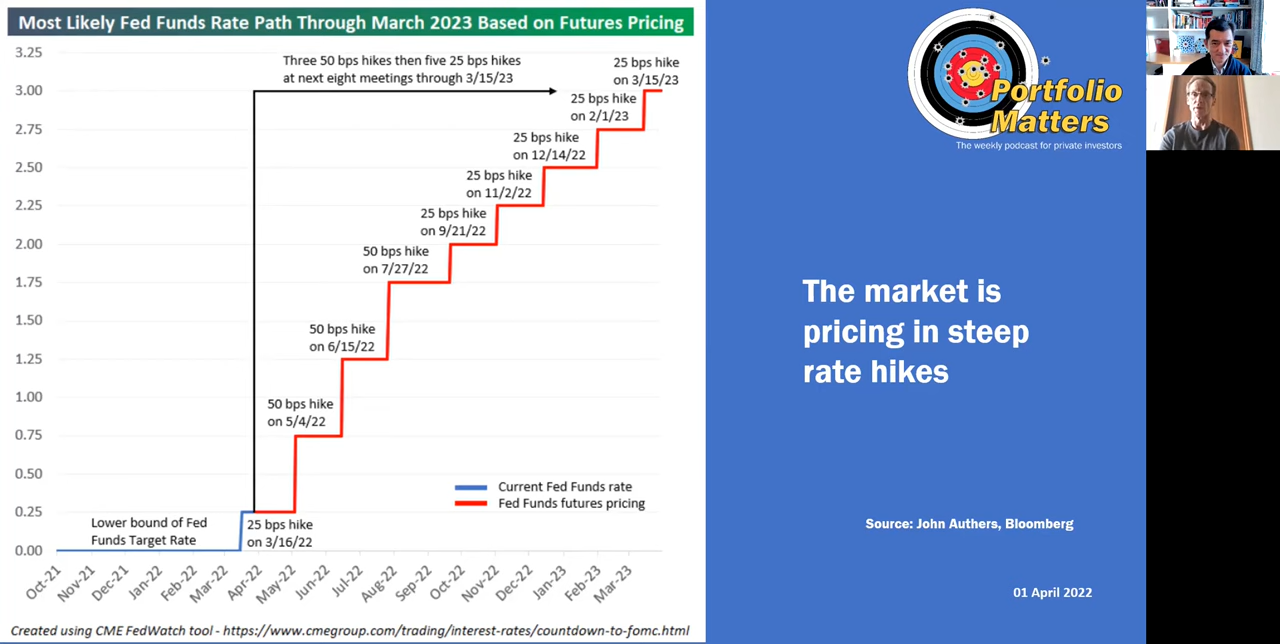 Most Likely Fed Funds Rate Path Through March 2023 Based on Futures Pricing
3.25
3.00
2.75
2.50
2.25
2.00
1.75
1.50
1.25
1.00
0.75
0.50
0.25
0.00
Three 50 bps hikes then five 25 bps hikes
at next eight meetings through 3/15/23
25 bps hike
on 3/15/23
25 bps hike
on 2/1/23
25 bps hike
on 12/14/22
25 bps hike
on 11/2/22
25 bps hike
on 9/21/22
50 bps hike
on 7/27/22
50 bps hike
on 6/15/22
50 bps hike
on 5/4/22
Current Fed Funds rate
Fed Funds futures pricing
Lower bound of Fed
Funds Target Rate
25 bps hike
on 3/16/22
Oct-21
Nov-21
Dec-21
Jan-22
Feb-22
Mar-22
Apr-22
May-22
Jun-22
Jul-22
Aug-22
Sep-22
Oct-22
Nov-22
Dec-22
Jan-23
Feb-23
Mar-23
Created using CME FedWatch tool - https://www.cmegroup.com/trading/interest-rates/countdown-to-fomc.html
Portfolio
Matters
The weekly podcast for private investors
The market is
pricing in steep
rate hikes
Source: John Authers, Bloomberg
01 April 2022